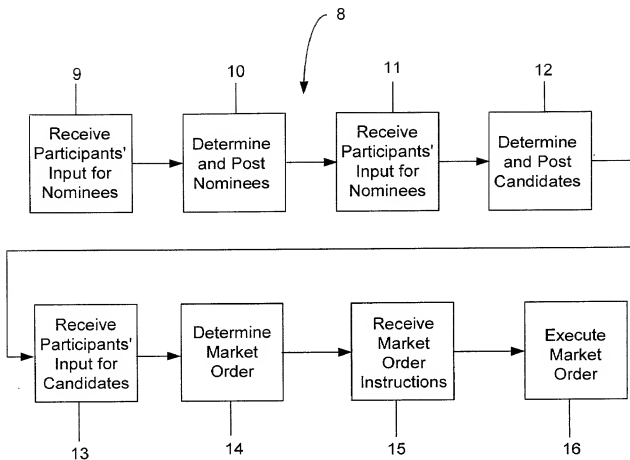 8
9
10
11
12
Receive
Participants'
Input for
Nominees
Determine
and Post
Nominees
Receive
Participants'
Input for
Nominees
Determine
and Post
Candidates
Receive
Participants'
Input for
Candidates
Determine
Market
Order
Receive
Market
Order
Instructions
Execute
Market
Order
13
14
15
16